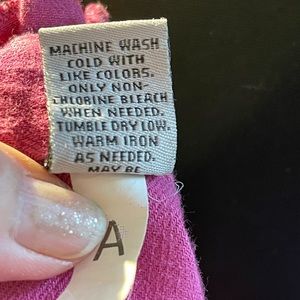 MACHINE WASH
COLD WITH
LIKE COLORS.
ONLY NON-
CHLORINE BLEACH
WHEN NEEDED.
TUMBLE DRY LOW.
WARM IRON
AS NEEDED.
MAY BE
A